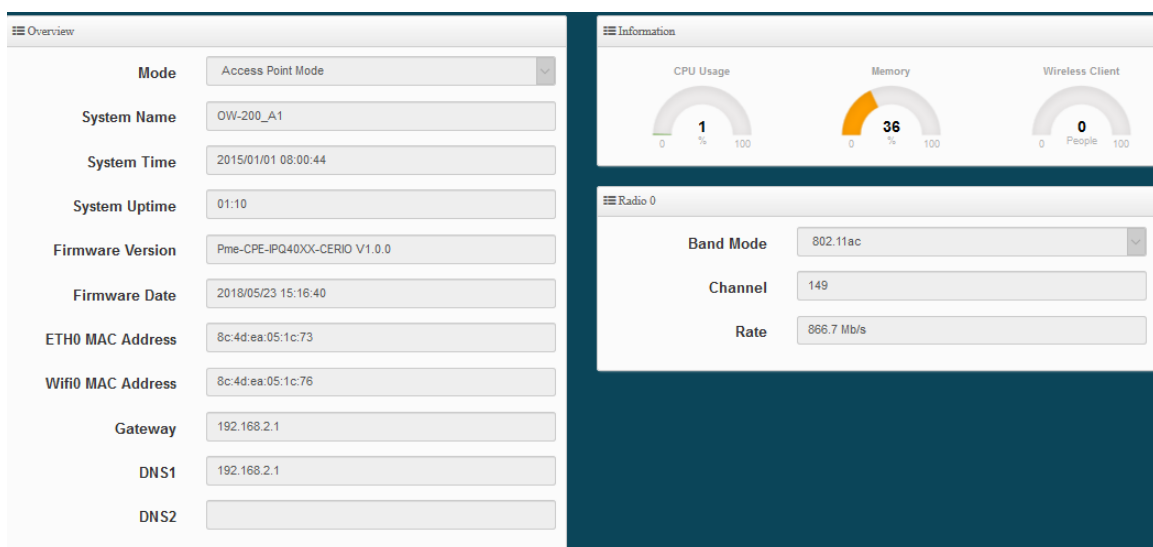 Overview
Mode Access Point Mode
System Name OW-200_A1
System Time 2015/01/01 08:00:44
System Uptime 01:10
Firmware Version Pme-CPE-IPQ40XX-CERIO V1.0.0
Firmware Date 2018/05/23 15:16:40
ETH0 MAC Address 8c:4d:ea:05:1c:73
Wifi0 MAC Address 8c:4d:ea:05:1c:76
Gateway 192.168.2.1
DNS1 192.168.2.1
DNS2
Information
CPU Usage Memory Wireless Client
1 36 0
0 % 100 0 % 100 0 People 100
Radio 0
Band Mode 802.11ac
Channel 149
Rate 866.7 Mb/s